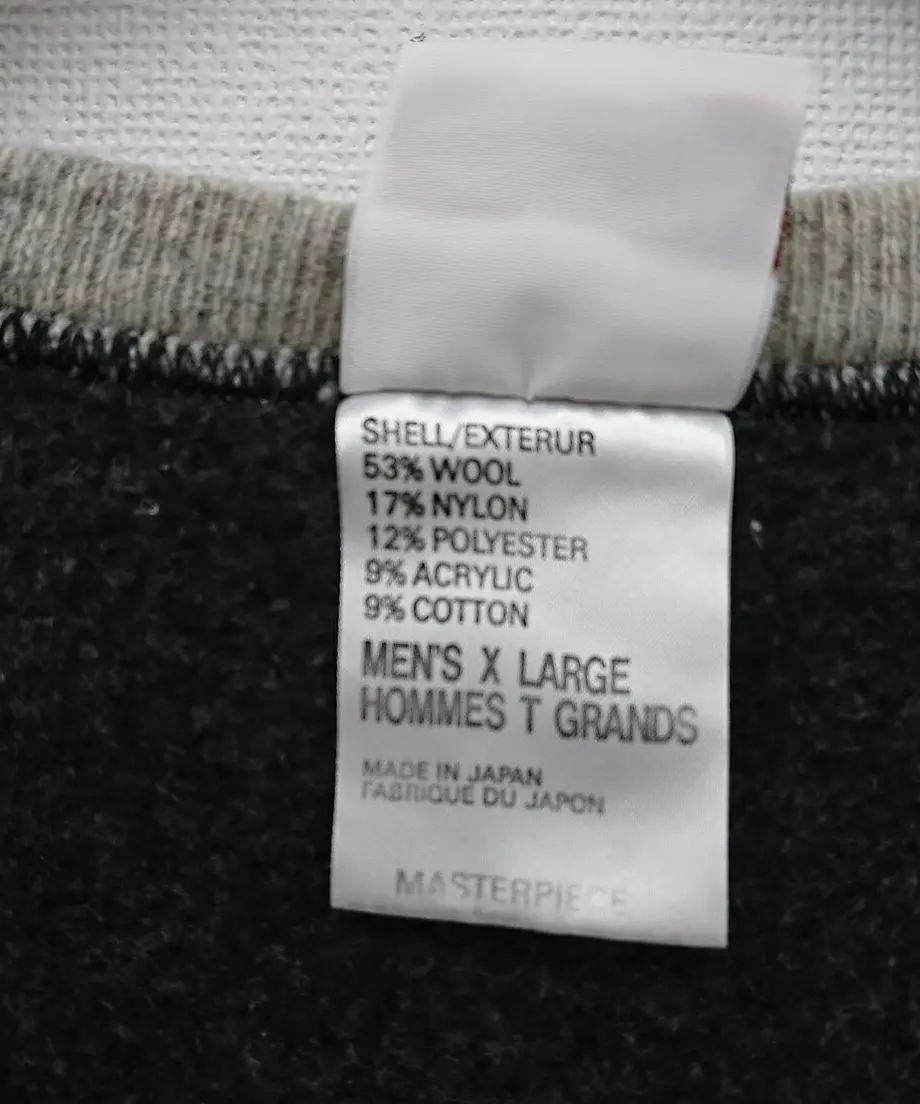 SHELL/EXTERUR
53% WOOL
17% NYLON
12% POLYESTER
9% ACRYLIC
9% COTTON
MEN'S X LARGE
HOMMES T GRANDS
MADE IN JAPAN
FABRIQUE DU JAPON
MASTERPIECE